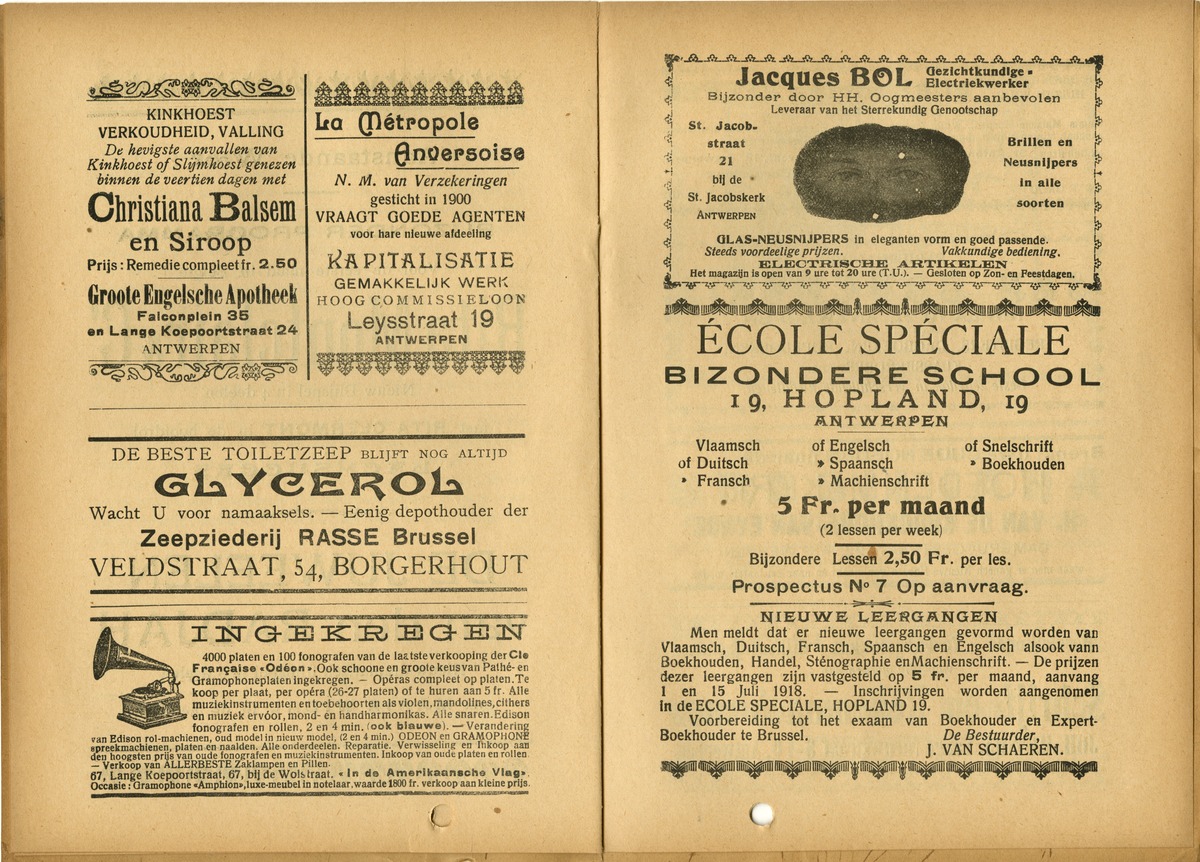 KINKHOEST
VERKOUDHEID, VALLING
De hevigste aanvallen van
Kinkhoest of Slijmhoest genezen
binnen de veertien dagen met
Christiana Balsem
en Siroop
Prijs : Remedie compleet fr. 2.50
Groote Engelsche Apotheek
Falconplein 35
en Lange Koepoortstraat 24
ANTWERPEN
La Métropole
Anversoise
N. M. van Verzekeringen
gesticht in 1900
VRAAGT GOEDE AGENTEN
voor hare nieuwe afdeeling
KAPITALISATIE
GEMAKKELIJK WERK
HOOG COMMISSIELOON
Leysstraat 19
ANTWERPEN
DE BESTE TOILETZEEP BLIJFT NOG ALTIJD
GLYCEROL
Wacht U voor namaaksels. — Eenig depothouder der
Zeepziederij RASSE Brussel
VELDSTRAAT, 54, BORGERHOUT
INGEKREGEN
4000 platen en 100 fonografen van de laatste verkooping der Cie
Française «Odéon». Ook schoone en groote keus van Pathé- en
Gramophoneplaten ingekregen. — Opéras compleet op platen. Te
koop per plaat, per opéra (26-27 platen) of te huren aan 5 fr. Alle
muziekinstrumenten en toebehoorten als violen, mandolines, cithers
en muziek ervóor, mond- en handharmonikas. Alle snaren. Edison
fonografen en rollen, 2 en 4 min. (ook blauwe). — Verandering
van Edison rol-machienen, oud model in nieuw model, (2 en 4 min.) ODEON en GRAMOPHONE
spreekmachienen, platen en naalden. Alle onderdeelen. Reparatie. Verwisseling en Inkoop aan
den hoogsten prijs van oude fonografen en muziekinstrumenten. Inkoop van oude platen en rollen
— Verkoop van ALLERBESTE Zaklampen en Pillen.
67, Lange Koepoortstraat, 67, bij de Wolstraat, «In de Amerikaansche Vlag».
Occasie : Gramophone «Amphion», luxe-meubel in notelaar, waarde 1800 fr. verkoop aan kleine prijs.
Jacques BOL Gezichtkundige-
Electriekwerker
Bijzonder door HH. Oogmeesters aanbevolen
Leveraar van het Sterrekundig Genootschap
St. Jacob-
straat
21
bij de
St. Jacobskerk
ANTWERPEN
Brillen en
Neusnijpers
in alle
soorten
GLAS-NEUSNIJPERS in eleganten vorm en goed passende.
Steeds voordeelige prijzen. Vakkundige bediening.
ELECTRISCHE ARTIKELEN
Het magazijn is open van 9 ure tot 20 ure (T.U.). — Gesloten op Zon- en Feestdagen.
ÉCOLE SPÉCIALE
BIZONDERE SCHOOL
19, HOPLAND, 19
ANTWERPEN
Vlaamsch of Engelsch of Snelschrift
of Duitsch » Spaansch » Boekhouden
» Fransch » Machienschrift
5 Fr. per maand
(2 lessen per week)
Bijzondere Lessen 2,50 Fr. per les.
Prospectus No 7 Op aanvraag.
NIEUWE LEERGANGEN
Men meldt dat er nieuwe leergangen gevormd worden van
Vlaamsch, Duitsch, Fransch, Spaansch en Engelsch alsook vann
Boekhouden, Handel, Sténographie en Machienschrift. — De prijzen
dezer leergangen zijn vastgesteld op 5 fr. per maand, aanvang
1 en 15 Juli 1918. — Inschrijvingen worden aangenomen
in de ECOLE SPECIALE, HOPLAND 19.
Voorbereiding tot het exaam van Boekhouder en Expert-
Boekhouder te Brussel. De Bestuurder,
J. VAN SCHAEREN.